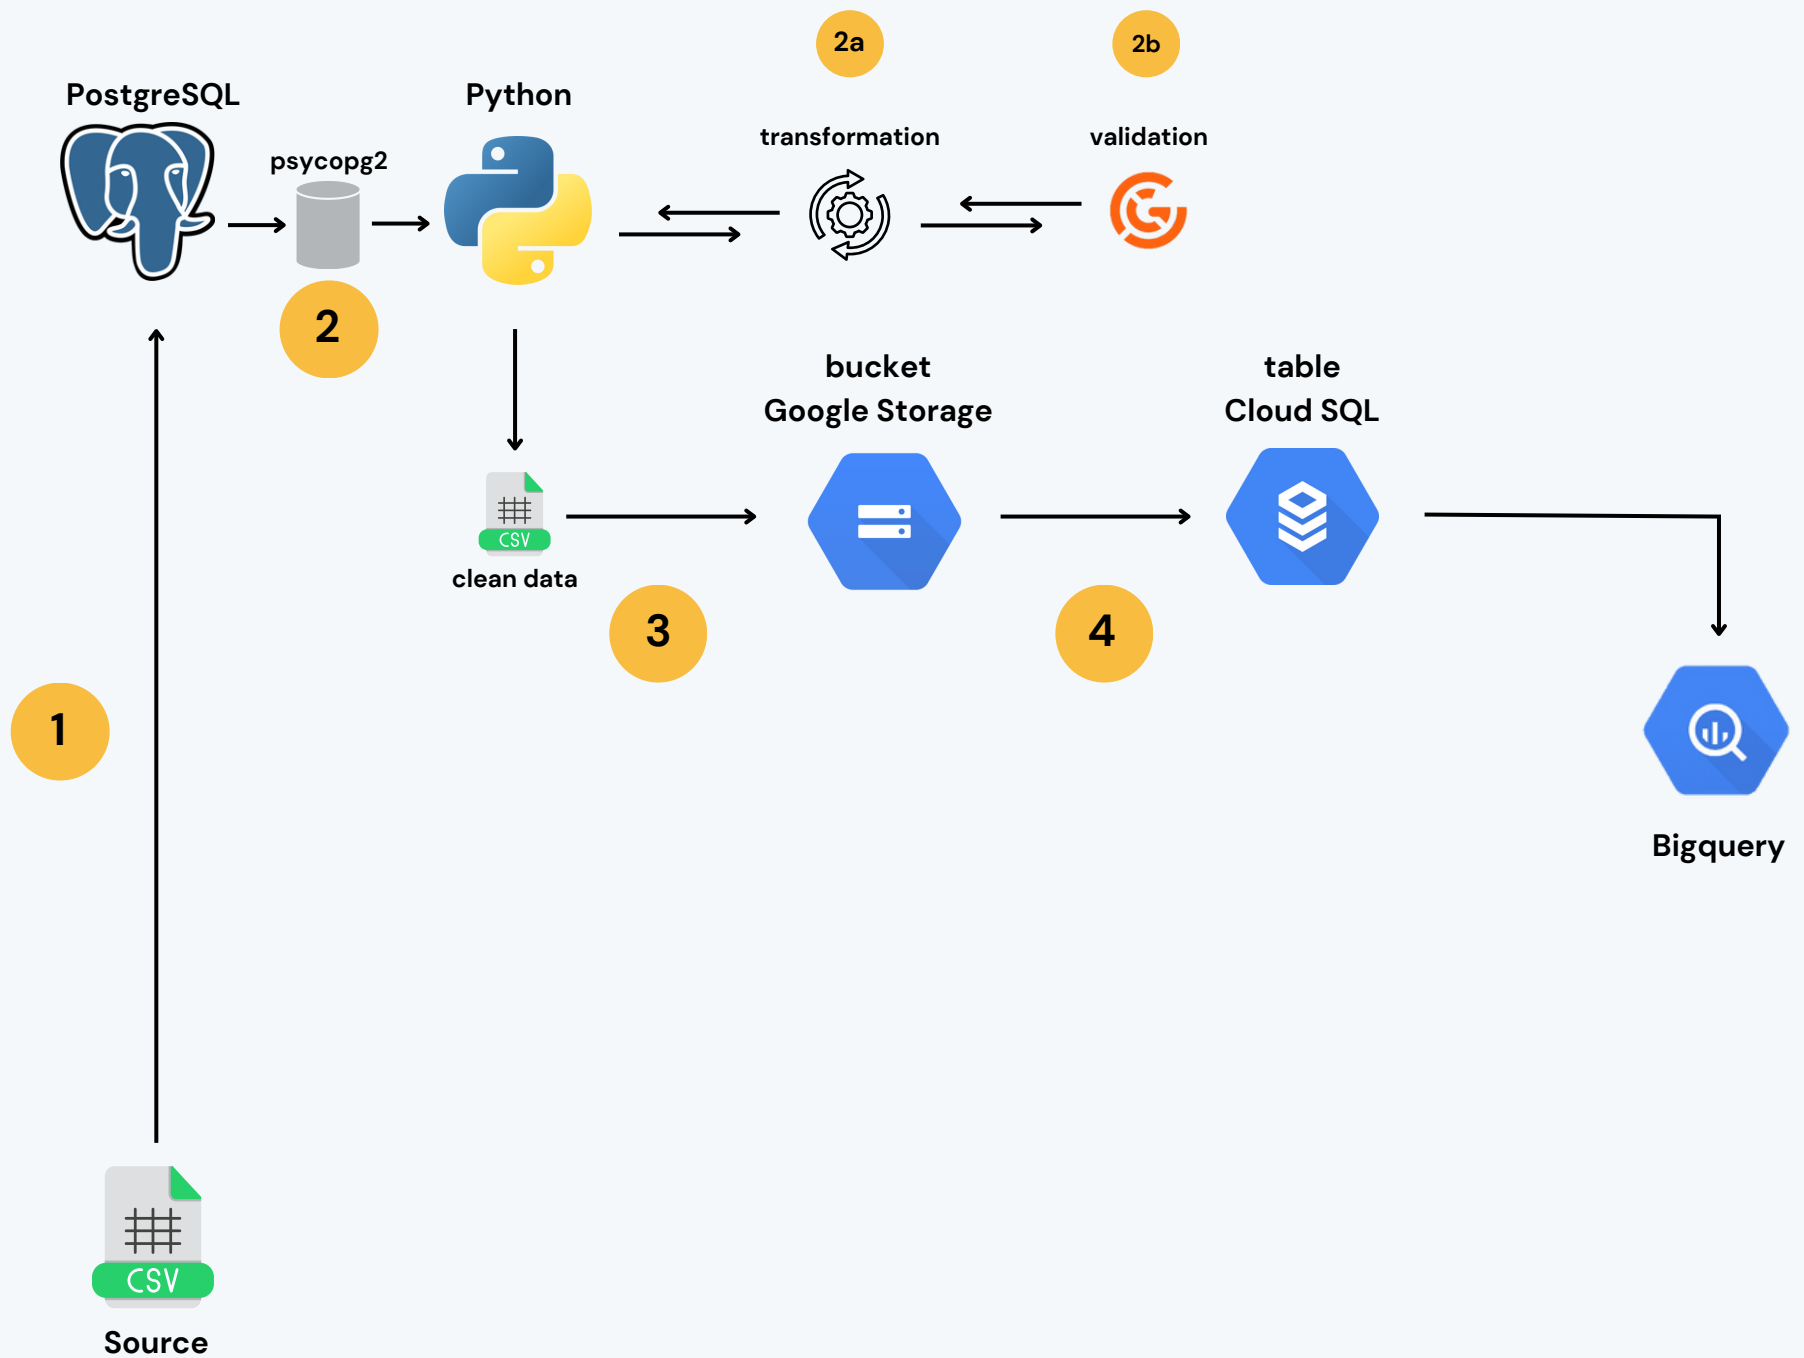 2a
2b
PostgreSQL
Python
transformation
validation
psycopg2
2
bucket
Google Storage
table
Cloud SQL
CSV
clean data
3
4
1
Bigquery
CSV
Source